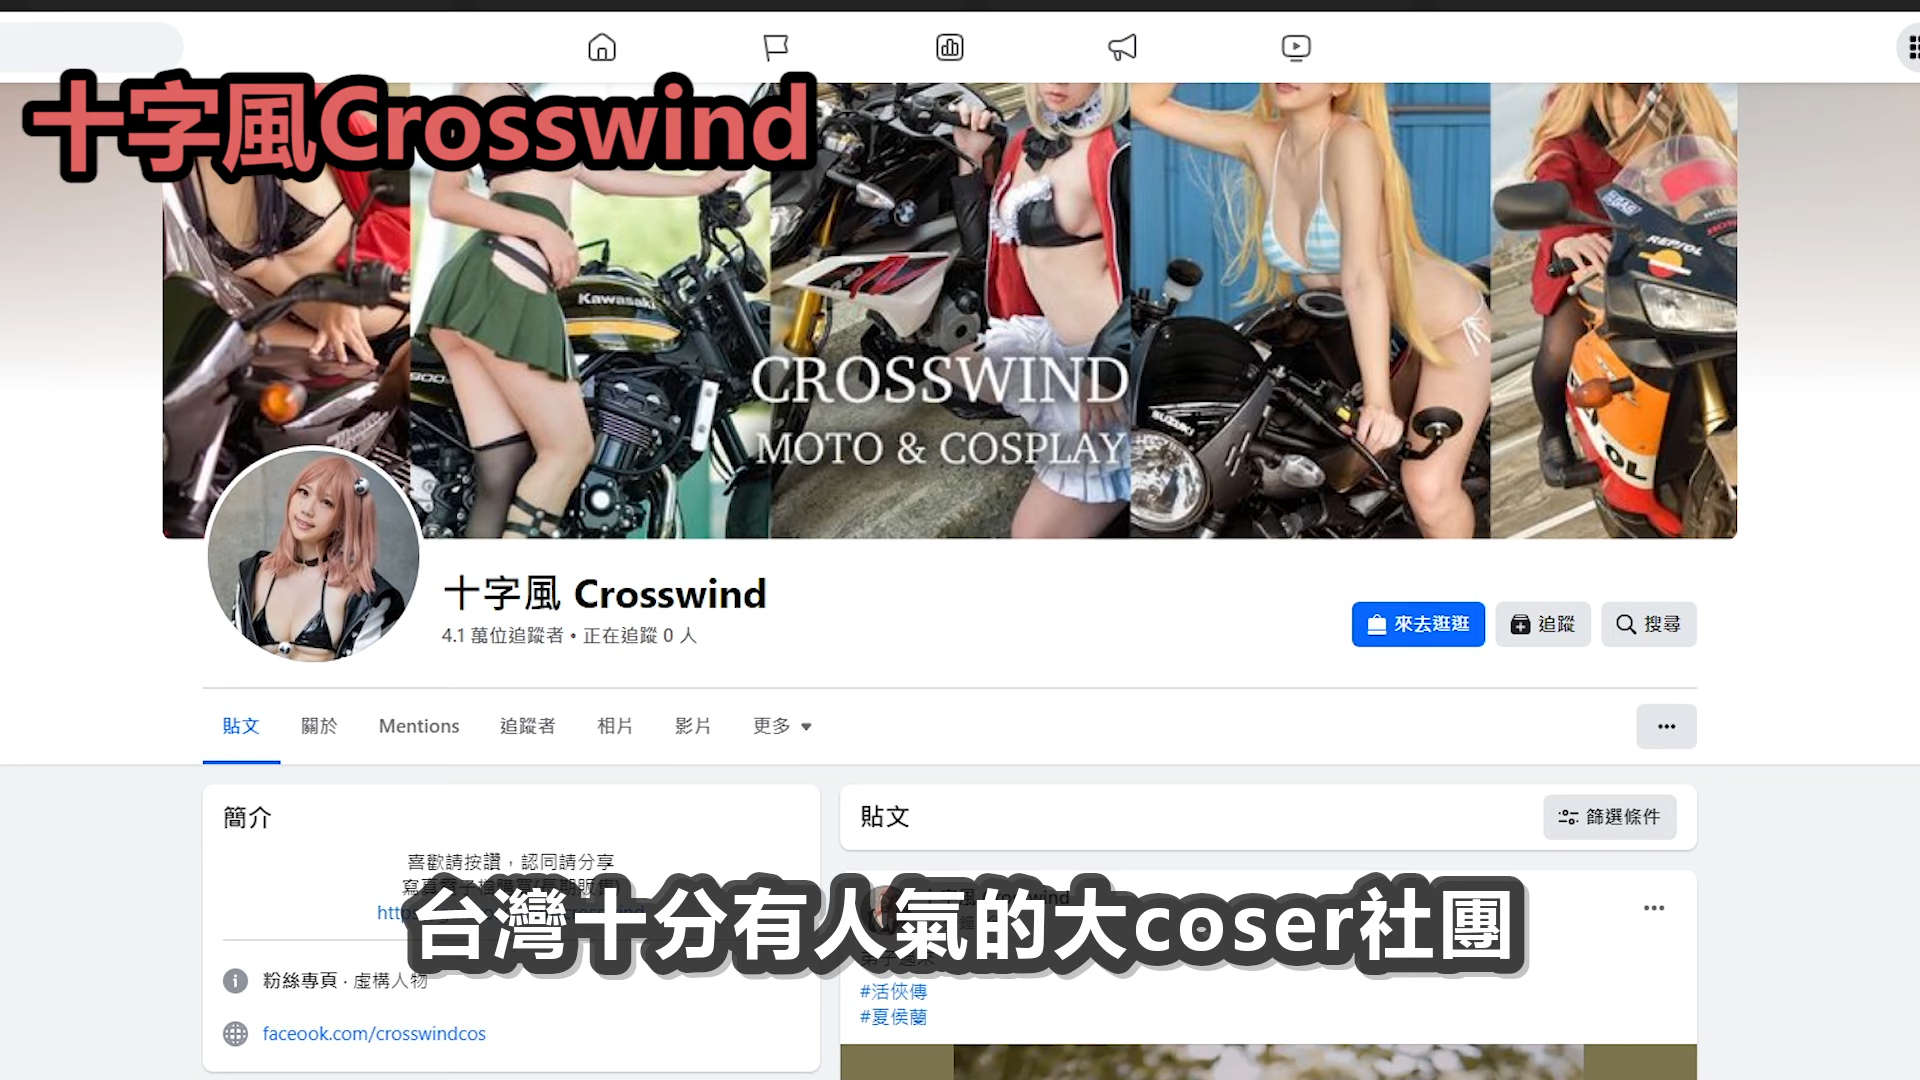 十字風Crosswind
Kawasaki
900
SUZUKI
REPSOL
HONDA
CROSSWIND
MOTO & COSPLAY
十字風 Crosswind
4.1 萬位追蹤者 • 正在追蹤 0 人
來去逛逛
追蹤
搜尋
貼文 關於 Mentions 追蹤者 相片 影片 更多
簡介
喜歡請按讚，認同請分享
粉絲專頁 · 虛構人物
faceook.com/crosswindcos
貼文
篩選條件
台灣十分有人氣的大coser社團
#活俠傳
#夏侯蘭